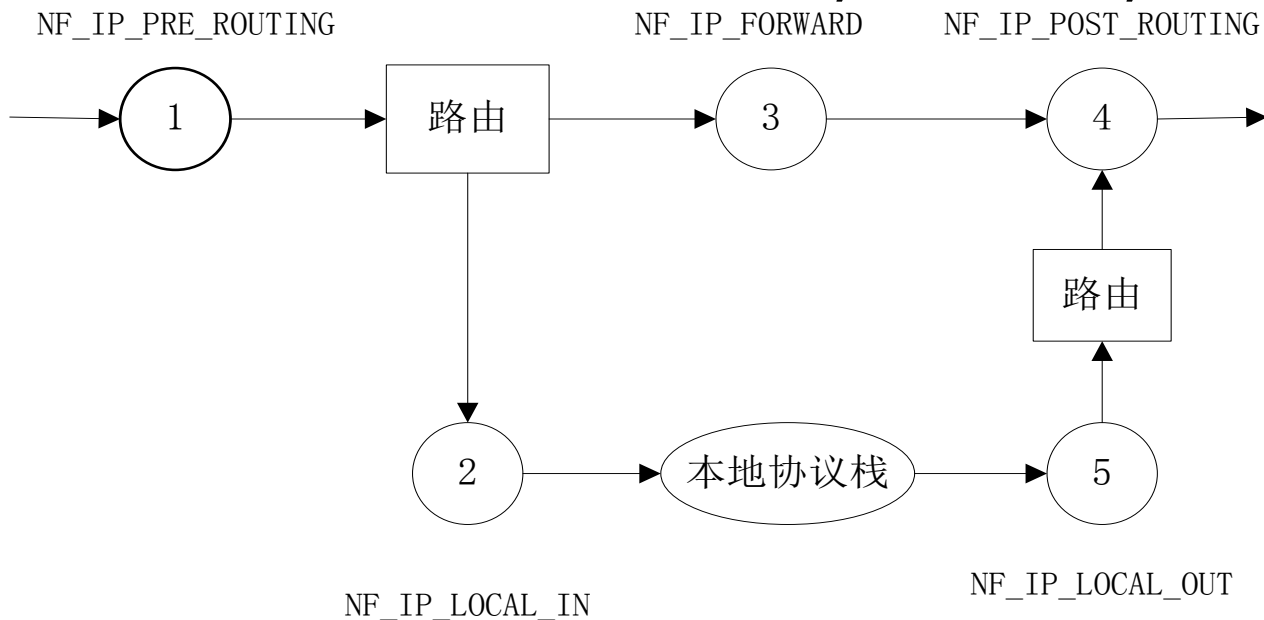 NF_IP_PRE_ROUTING
NF_IP_FORWARD
NF_IP_POST_ROUTING
1
路由
3
4
路由
2
本地协议栈
5
NF_IP_LOCAL_IN
NF_IP_LOCAL_OUT